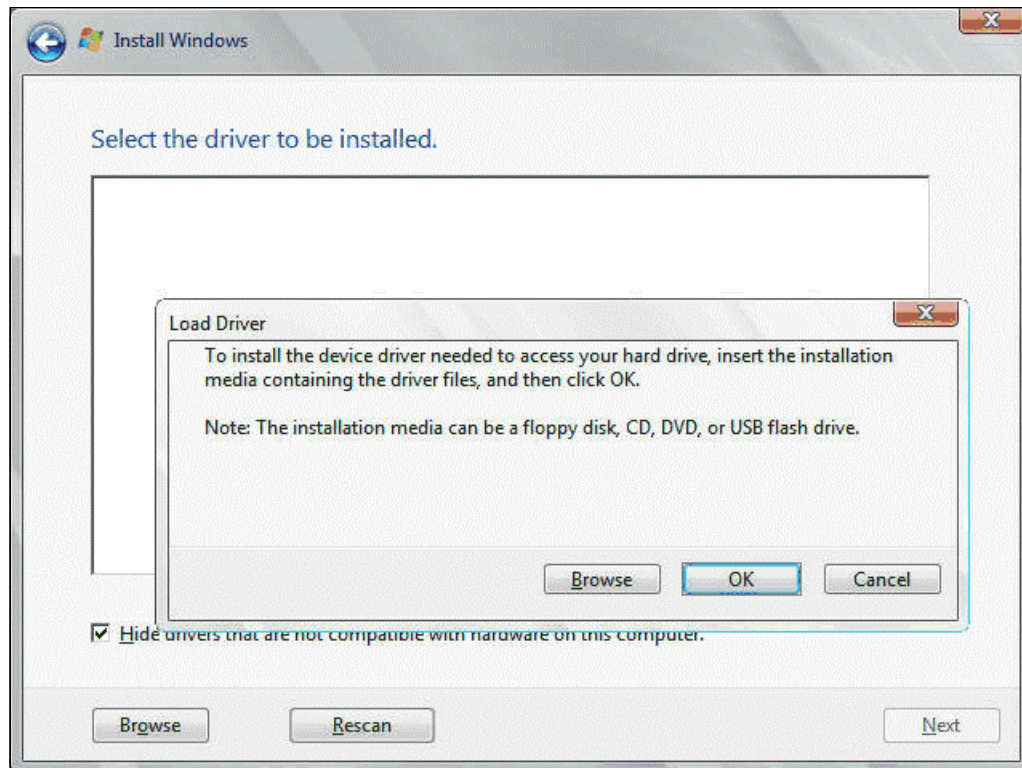 Install Windows
Select the driver to be installed.
Load Driver
To install the device driver needed to access your hard drive, insert the installation
media containing the driver files, and then click OK.
Note: The installation media can be a floppy disk, CD, DVD, or USB flash drive.
Browse OK Cancel
Hide drivers that are not compatible with hardware on this computer.
Browse Rescan Next